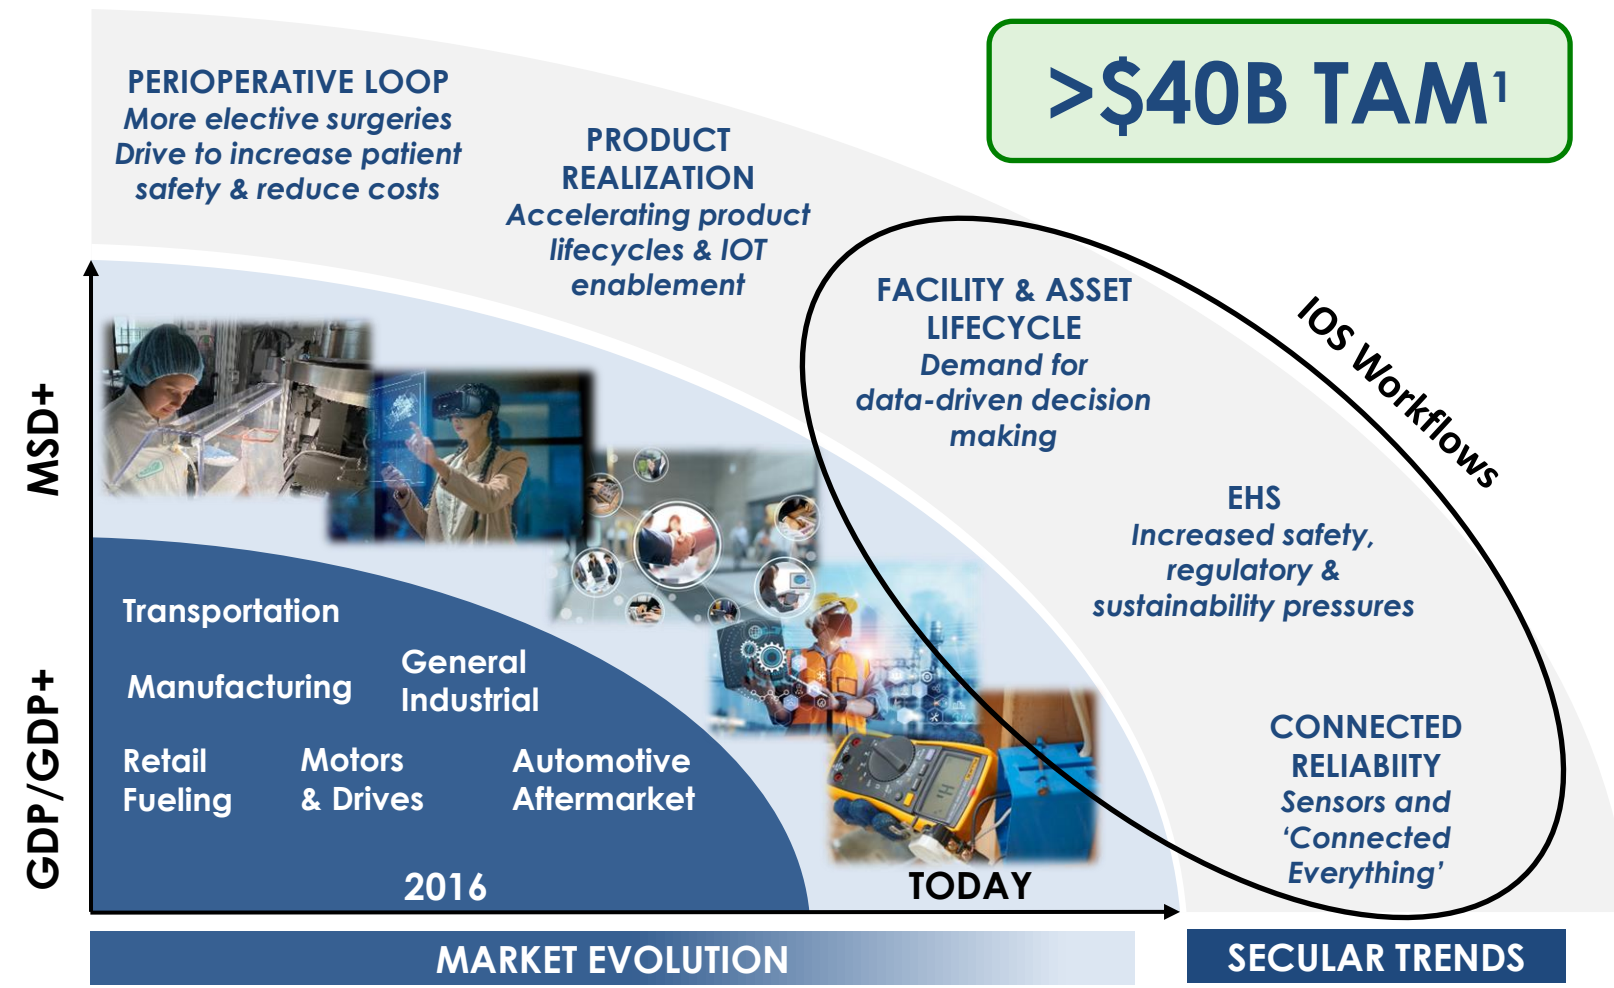 >$40B TAM1
PERIOPERATIVE LOOP
More elective surgeries
Drive to increase patient
safety & reduce costs
PRODUCT
REALIZATION
Accelerating product
lifecycles & IOT
enablement
FACILITY & ASSET
LIFECYCLE
Demand for
data-driven decision
making
IOS Workflows
EHS
Increased safety,
regulatory &
sustainability pressures
CONNECTED
RELIABIITY
Sensors and
‘Connected
Everything’
MSD+
GDP/GDP+
Transportation
Manufacturing
General
Industrial
Retail
Fueling
Motors
& Drives
Automotive
Aftermarket
2016
TODAY
MARKET EVOLUTION
SECULAR TRENDS